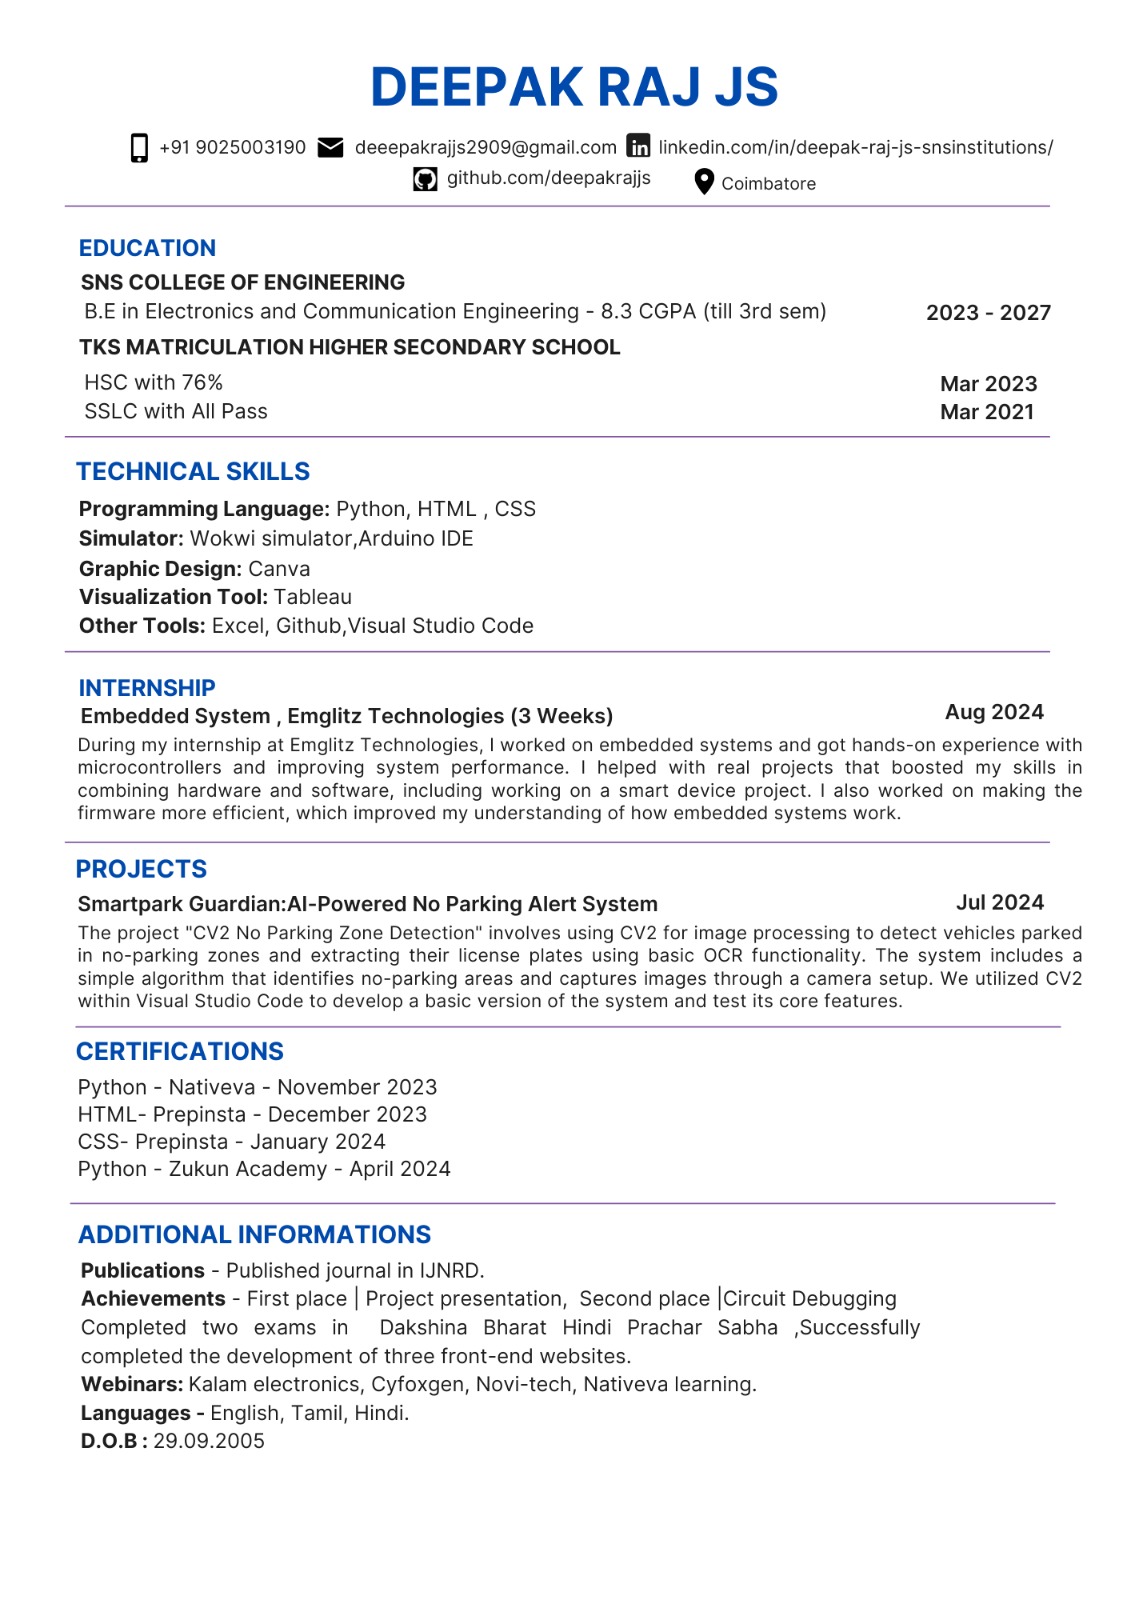 DEEPAK RAJ JS
+91 9025003190 deeepakrajjs2909@gmail.com linkedin.com/in/deepak-raj-js-snsinstitutions/
github.com/deepakrajjs Coimbatore
EDUCATION
SNS COLLEGE OF ENGINEERING
B.E in Electronics and Communication Engineering - 8.3 CGPA (till 3rd sem) 2023 - 2027
TKS MATRICULATION HIGHER SECONDARY SCHOOL
HSC with 76% Mar 2023
SSLC with All Pass Mar 2021
TECHNICAL SKILLS
Programming Language: Python, HTML , CSS
Simulator: Wokwi simulator,Arduino IDE
Graphic Design: Canva
Visualization Tool: Tableau
Other Tools: Excel, Github,Visual Studio Code
INTERNSHIP
Embedded System , Emglitz Technologies (3 Weeks) Aug 2024
During my internship at Emglitz Technologies, I worked on embedded systems and got hands-on experience with
microcontrollers and improving system performance. I helped with real projects that boosted my skills in
combining hardware and software, including working on a smart device project. I also worked on making the
firmware more efficient, which improved my understanding of how embedded systems work.
PROJECTS
Smartpark Guardian:AI-Powered No Parking Alert System Jul 2024
The project "CV2 No Parking Zone Detection" involves using CV2 for image processing to detect vehicles parked
in no-parking zones and extracting their license plates using basic OCR functionality. The system includes a
simple algorithm that identifies no-parking areas and captures images through a camera setup. We utilized CV2
within Visual Studio Code to develop a basic version of the system and test its core features.
CERTIFICATIONS
Python - Nativeva - November 2023
HTML- Prepinsta - December 2023
CSS- Prepinsta - January 2024
Python - Zukun Academy - April 2024
ADDITIONAL INFORMATIONS
Publications - Published journal in IJNRD.
Achievements - First place | Project presentation, Second place |Circuit Debugging
Completed two exams in Dakshina Bharat Hindi Prachar Sabha ,Successfully
completed the development of three front-end websites.
Webinars: Kalam electronics, Cyfoxgen, Novi-tech, Nativeva learning.
Languages - English, Tamil, Hindi.
D.O.B : 29.09.2005